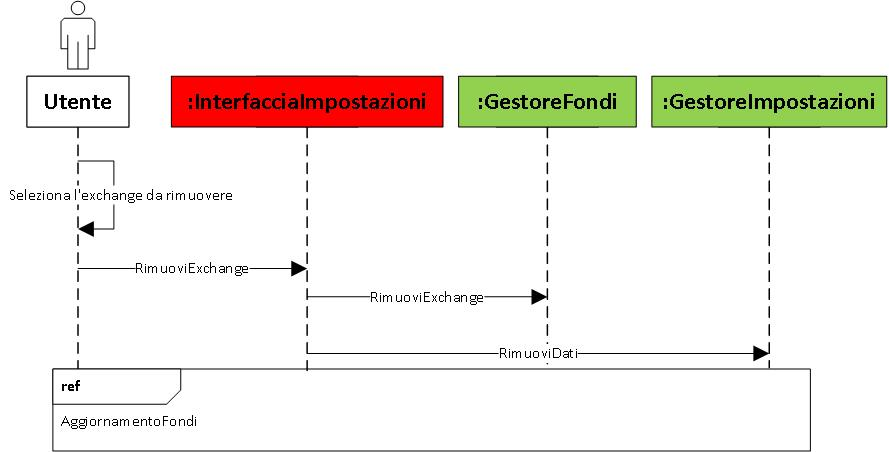 Utente
:InterfacciaImpostazioni
:GestoreFondi
:GestoreImpostazioni
Seleziona l'exchange da rimuovere
RimuoviExchange
RimuoviExchange
RimuoviDati
ref
AggiornamentoFondi